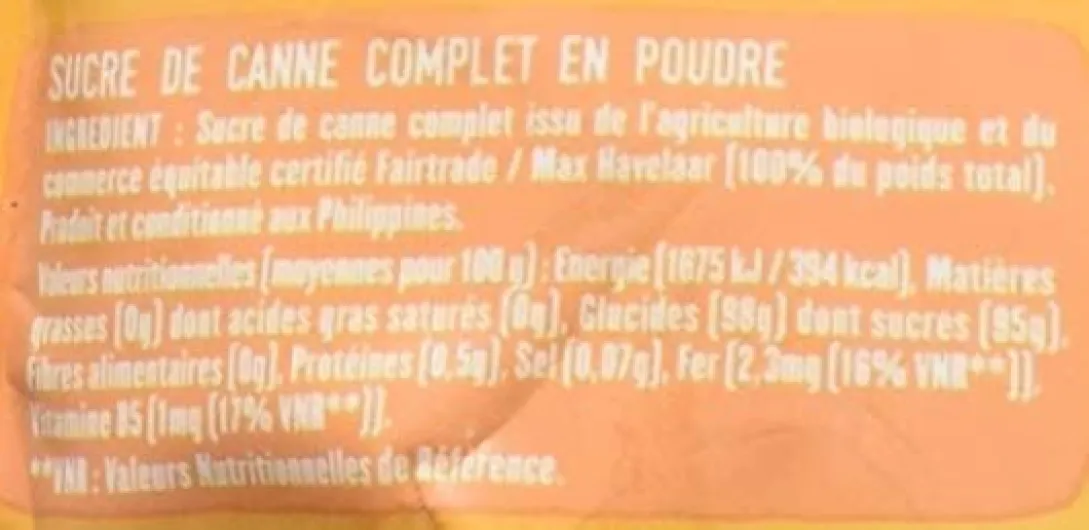 SUCRE DE CANNE COMPLET EN POUDRE
INGREDIENT : Sucre de canne complet issu de l'agriculture biologique et du
commerce équitable certifié Fairtrade / Max Havelaar (100% du poids total).
Produit et conditionné aux Philippines.
Valeurs nutritionnelles (moyennes pour 100 g) : Energie (1675 kJ / 394 kcal), Matières
grasses (0g) dont acides gras saturés (0g), Glucides (98g) dont sucres (95g),
Fibres alimentaires (0g), Protéines (0,5g), Sel (0,07g), Fer (2,3mg (16% VNR**)),
Vitamine B5 (1mg (17% VNR**)).
**VNR : Valeurs Nutritionnelles de Référence.